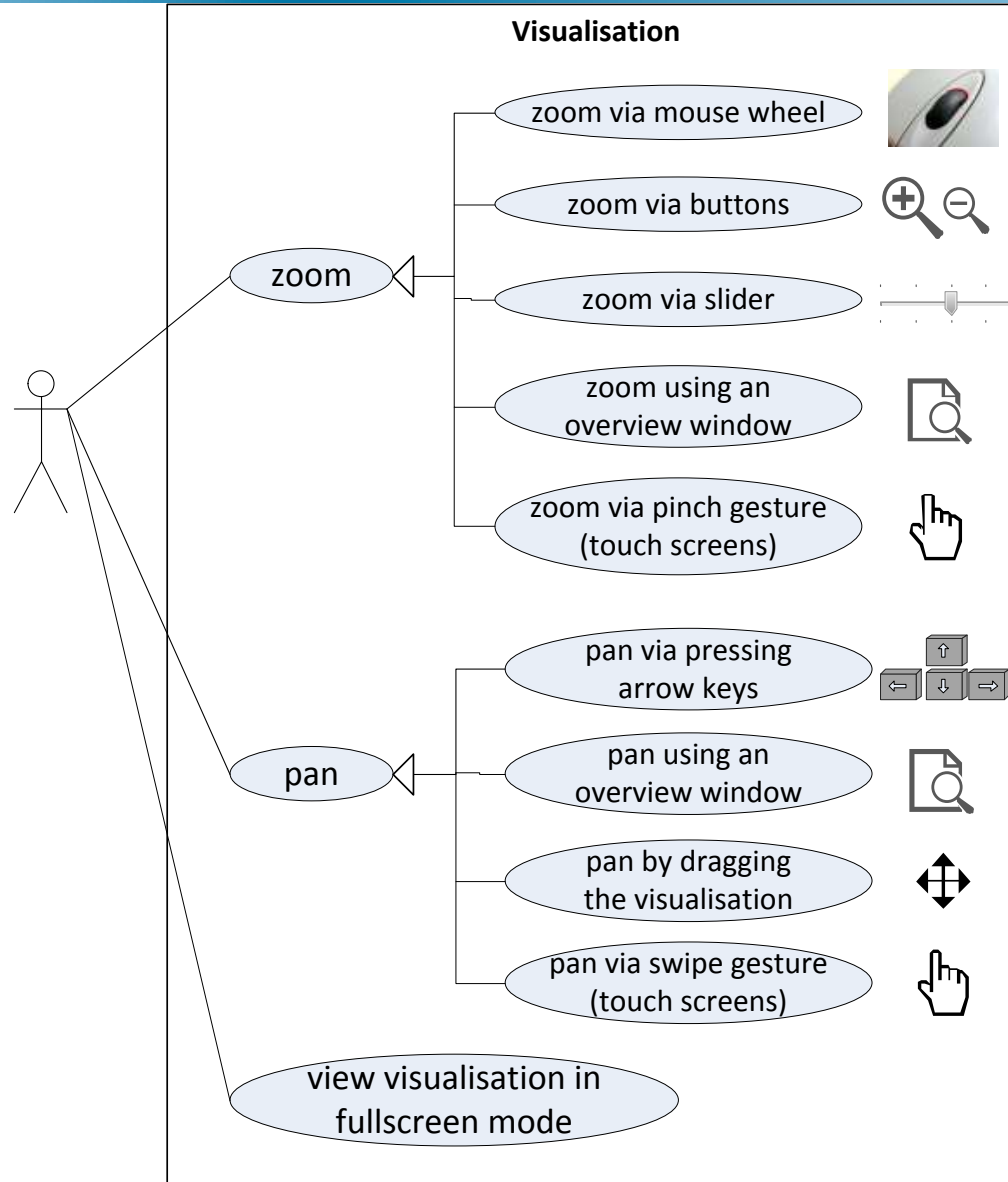 Visualisation
zoom via mouse wheel
zoom via buttons
zoom
zoom via slider
zoom using an
overview window
zoom via pinch gesture
(touch screens)
pan via pressing
arrow keys
pan
pan using an
overview window
pan by dragging
the visualisation
pan via swipe gesture
(touch screens)
view visualisation in
fullscreen mode